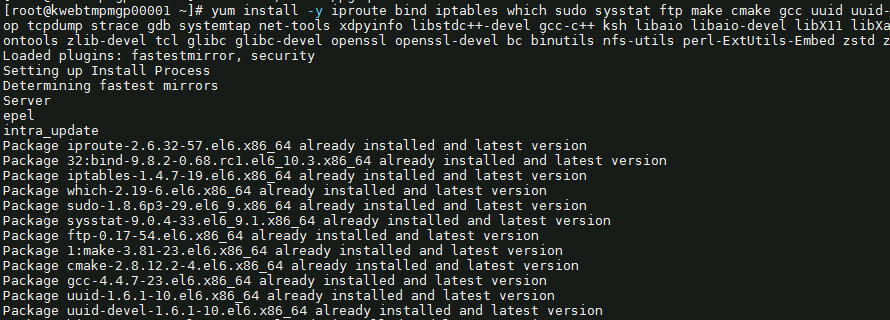 [root@kwebtmpmgp00001 ~]# yum install -y iproute bind iptables which sudo sysstat ftp make cmake gcc uuid uuid-
op tcpdump strace gdb systemtap net-tools xdpyinfo libstdc++-devel gcc-c++ ksh libaio libaio-devel libX11 libXa
ontools zlib-devel tcl glibc glibc-devel openssl openssl-devel bc binutils nfs-utils perl-ExtUtils-Embed zstd z
Loaded plugins: fastestmirror, security
Setting up Install Process
Determining fastest mirrors
Server
epel
intra_update
Package iproute-2.6.32-57.el6.x86_64 already installed and latest version
Package 32:bind-9.8.2-0.68.rc1.el6_10.3.x86_64 already installed and latest version
Package iptables-1.4.7-19.el6.x86_64 already installed and latest version
Package which-2.19-6.el6.x86_64 already installed and latest version
Package sudo-1.8.6p3-29.el6_9.x86_64 already installed and latest version
Package sysstat-9.0.4-33.el6_9.1.x86_64 already installed and latest version
Package ftp-0.17-54.el6.x86_64 already installed and latest version
Package 1:make-3.81-23.el6.x86_64 already installed and latest version
Package cmake-2.8.12.2-4.el6.x86_64 already installed and latest version
Package gcc-4.4.7-23.el6.x86_64 already installed and latest version
Package uuid-1.6.1-10.el6.x86_64 already installed and latest version
Package uuid-devel-1.6.1-10.el6.x86_64 already installed and latest version